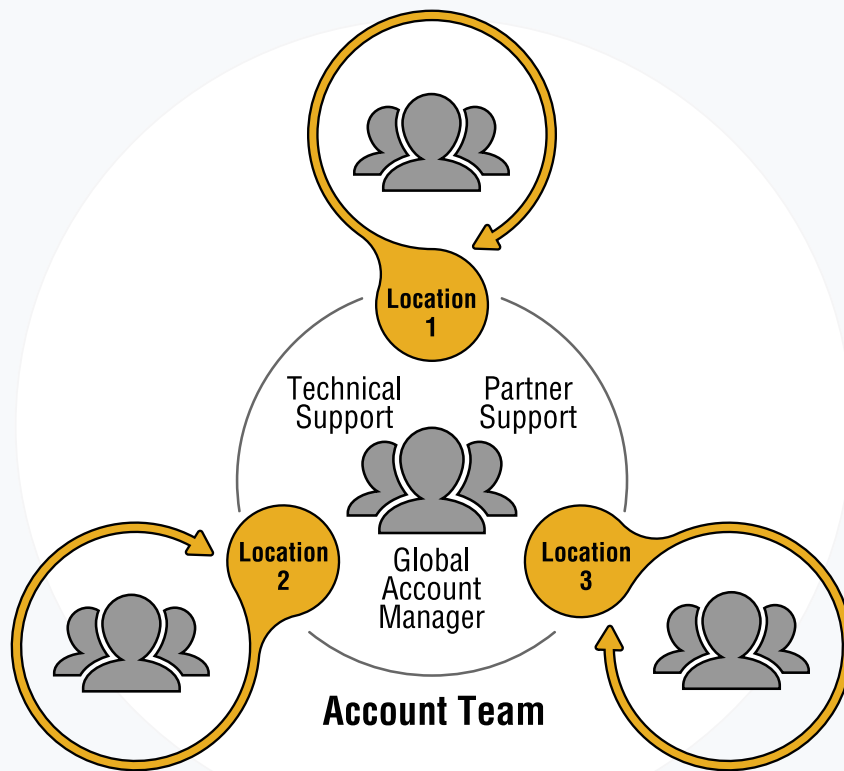 Location
1
Technical
Support
Partner
Support
Location
2
Global
Account
Manager
Location
3
Account Team